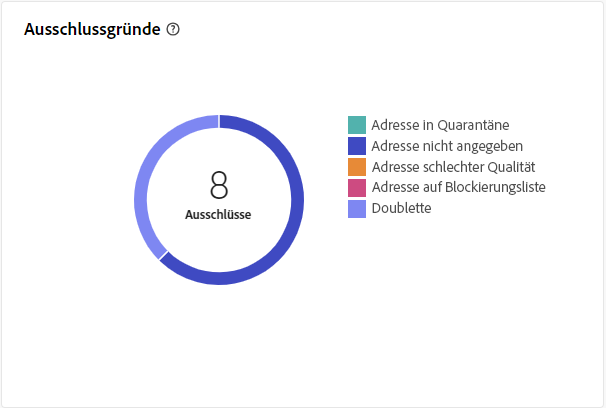 Ausschlussgründe
8
Ausschlüsse
Adresse in Quarantäne
Adresse nicht angegeben
Adresse schlechter Qualität
Adresse auf Blockierungsliste
Doublette